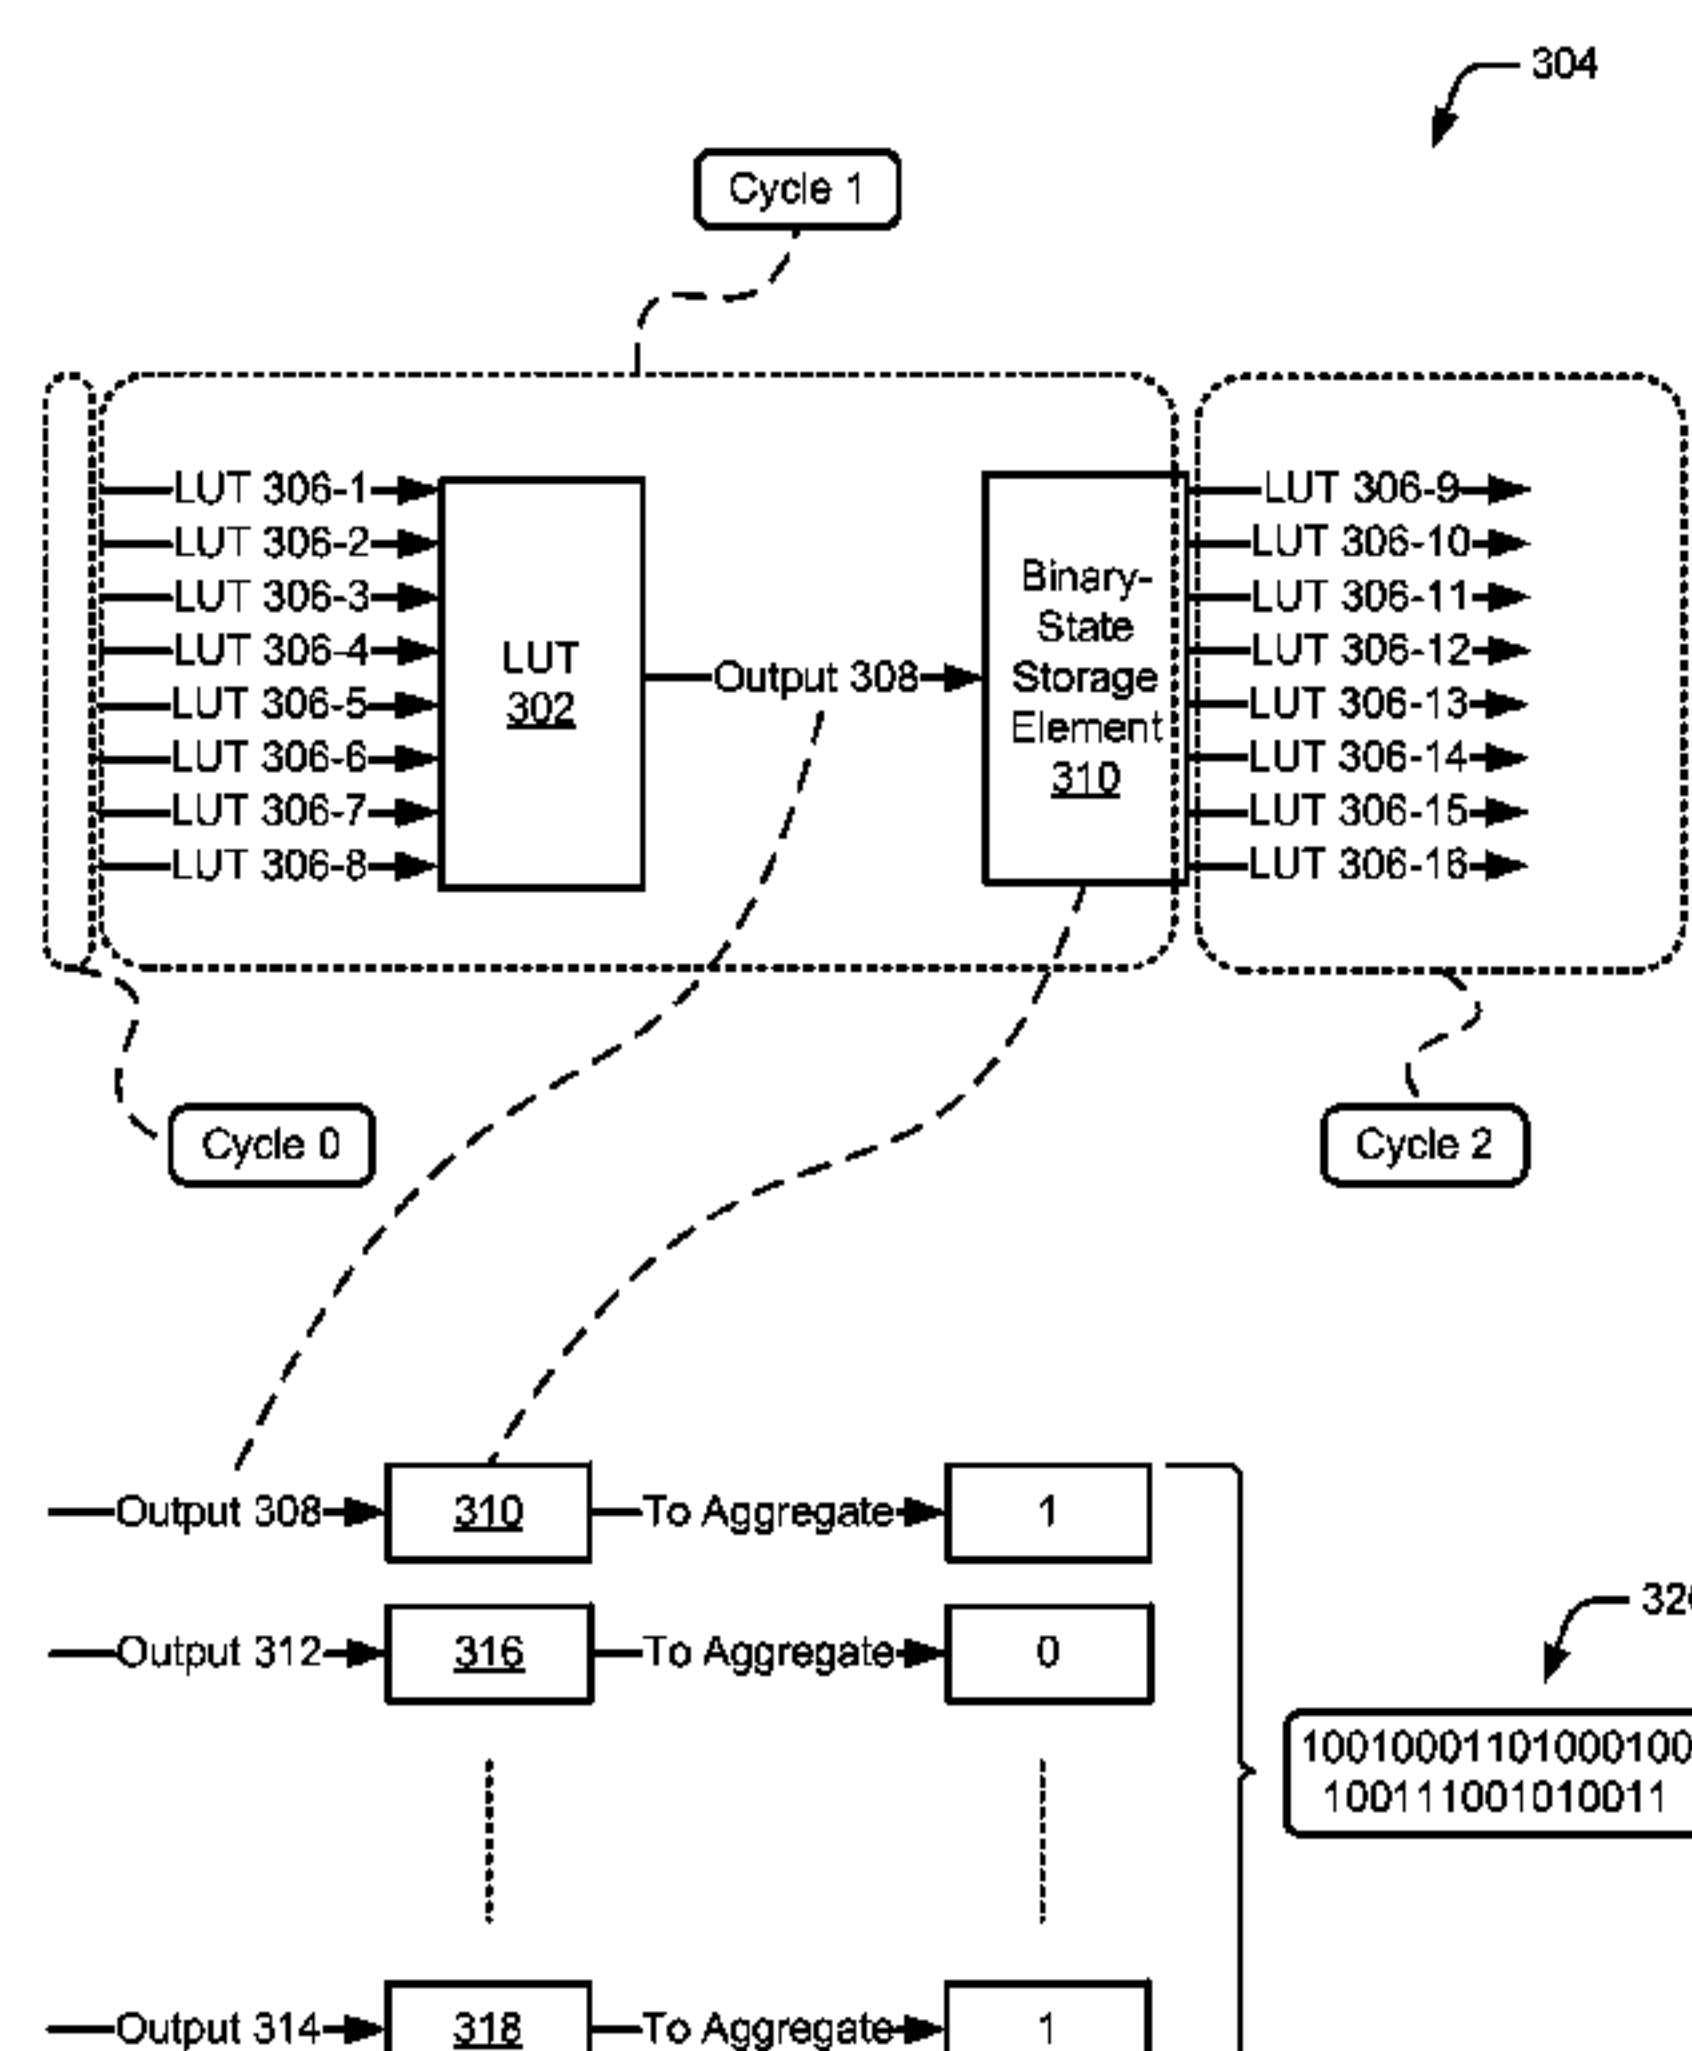 304
Cycle 1
LUT 306-1
LUT 306-2
LUT 306-3
LUT 306-4
LUT 306-5
LUT 306-6
LUT 306-7
LUT 306-8
LUT
302
Output 308
Binary-
State
Storage
Element
310
LUT 306-9
LUT 306-10
LUT 306-11
LUT 306-12
LUT 306-13
LUT 306-14
LUT 306-15
LUT 306-16
Cycle 0
Cycle 2
Output 308 310 To Aggregate 1
Output 312 316 To Aggregate 0
Output 314 318 To Aggregate 1
10010001101000100
100111001010011